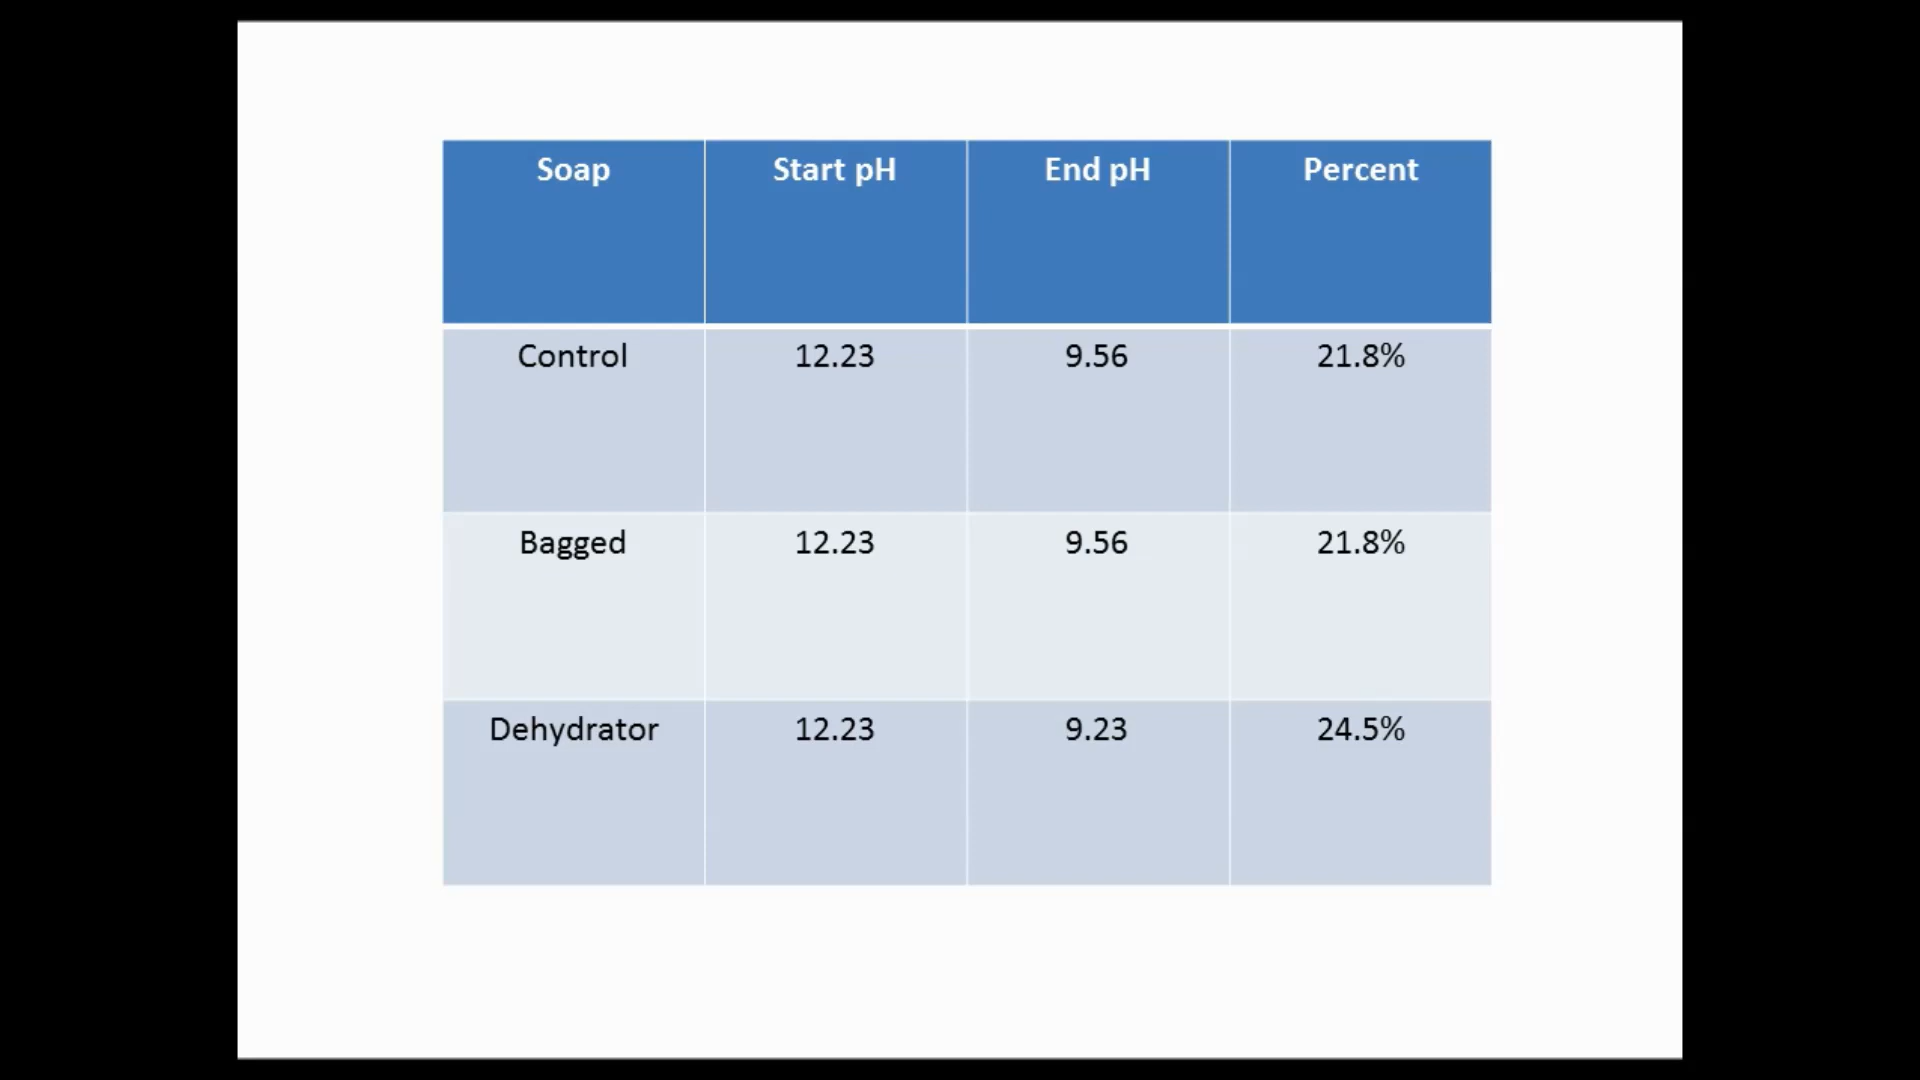 Soap Start pH End pH Percent
Control 12.23 9.56 21.8%
Bagged 12.23 9.56 21.8%
Dehydrator 12.23 9.23 24.5%